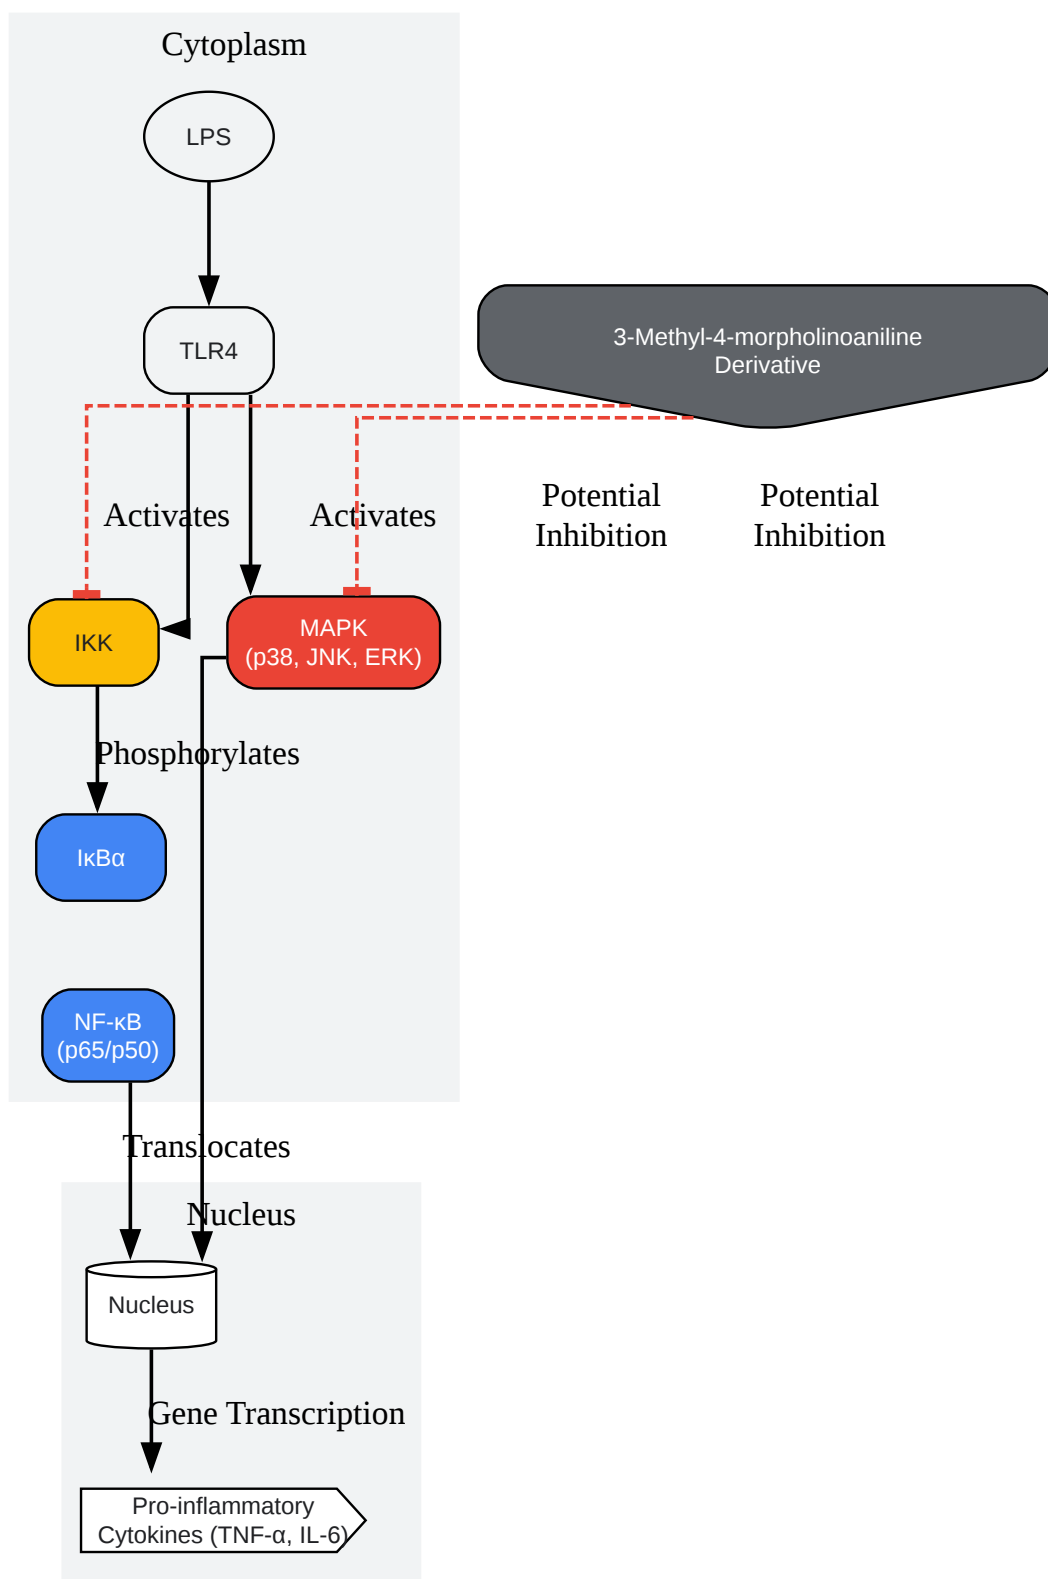 Cytoplasm
LPS
TLR4
3-Methyl-4-morpholinoaniline
Derivative
Activates
Activates
Potential
Inhibition
Potential
Inhibition
IKK
MAPK
(p38, JNK, ERK)
Phosphorylates
IκBα
NF-κB
(p65/p50)
Translocates
Nucleus
Nucleus
Gene Transcription
Pro-inflammatory
Cytokines (TNF-α, IL-6)